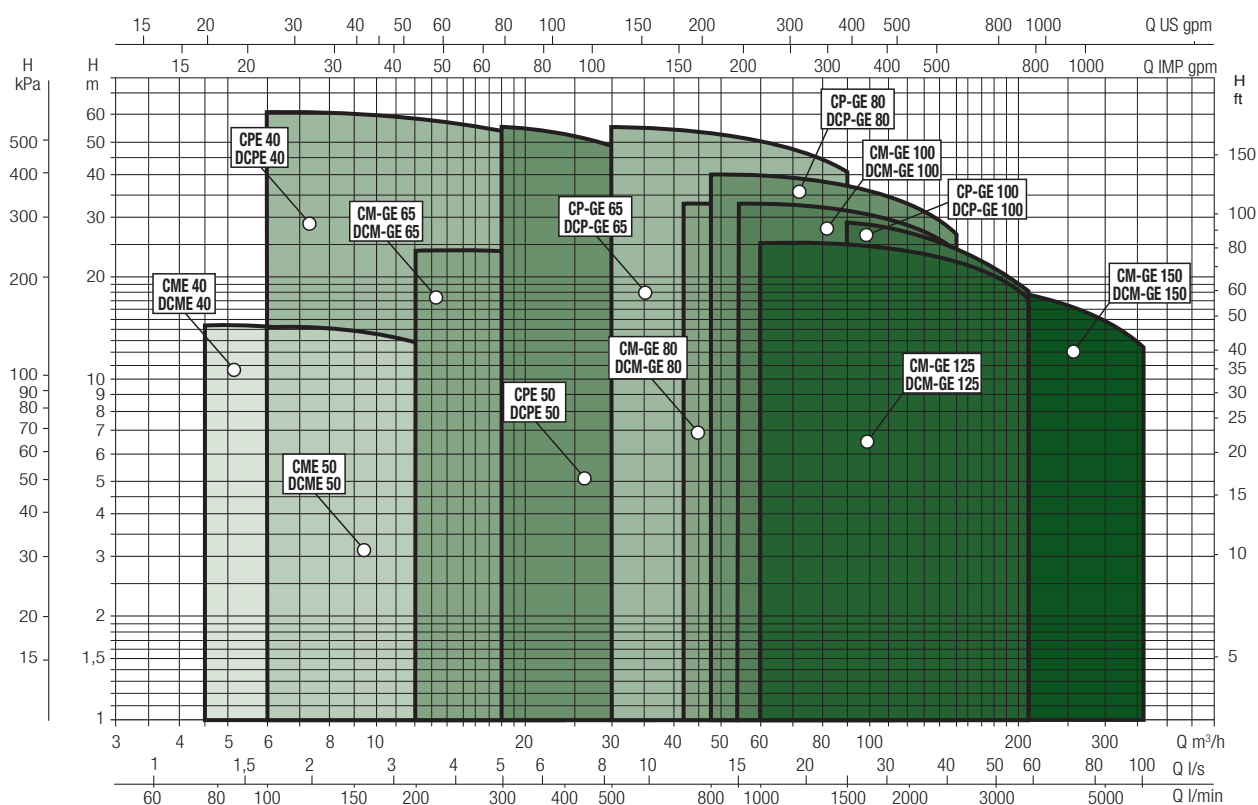 15 20 30 40 50 60 80 100 150 200 300 400 500 800 1000 Q US gpm
15 20 30 40 50 60 80 100 150 200 300 400 500 800 1000 Q IMP gpm
H
kPa
H
m
H
ft
500
400
300
200
100
90
80
70
60
50
40
30
20
15
60
50
40
30
20
10
9
8
7
6
5
4
3
2
1,5
1
CPE 40
DCPE 40
CM-GE 65
DCM-GE 65
CP-GE 65
DCP-GE 65
CP-GE 80
DCP-GE 80
CM-GE 100
DCM-GE 100
CP-GE 100
DCP-GE 100
CME 40
DCME 40
CM-GE 150
DCM-GE 150
CM-GE 80
DCM-GE 80
CM-GE 125
DCM-GE 125
CPE 50
DCPE 50
CME 50
DCME 50
150
100
80
60
50
40
35
30
25
20
15
10
5
3 4 5 6 10 20 30 40 50 60 80 100 200 300 Q m³/h
1 1,5 2 3 4 5 6 8 10 15 20 30 40 50 60 80 100 Q l/s
60 80 100 150 200 300 400 500 800 1000 1500 2000 3000 5000 Q l/min